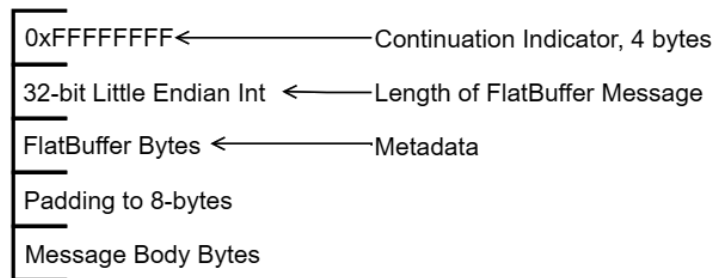 0xFFFFFFFF Continuation Indicator, 4 bytes
32-bit Little Endian Int Length of FlatBuffer Message
FlatBuffer Bytes Metadata
Padding to 8-bytes
Message Body Bytes